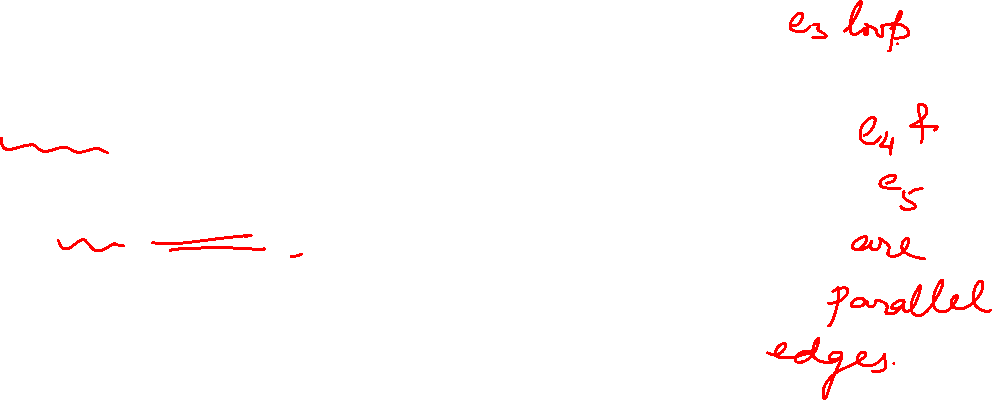 e₃ loop
e₄ &
e₅
are
parallel
edges.